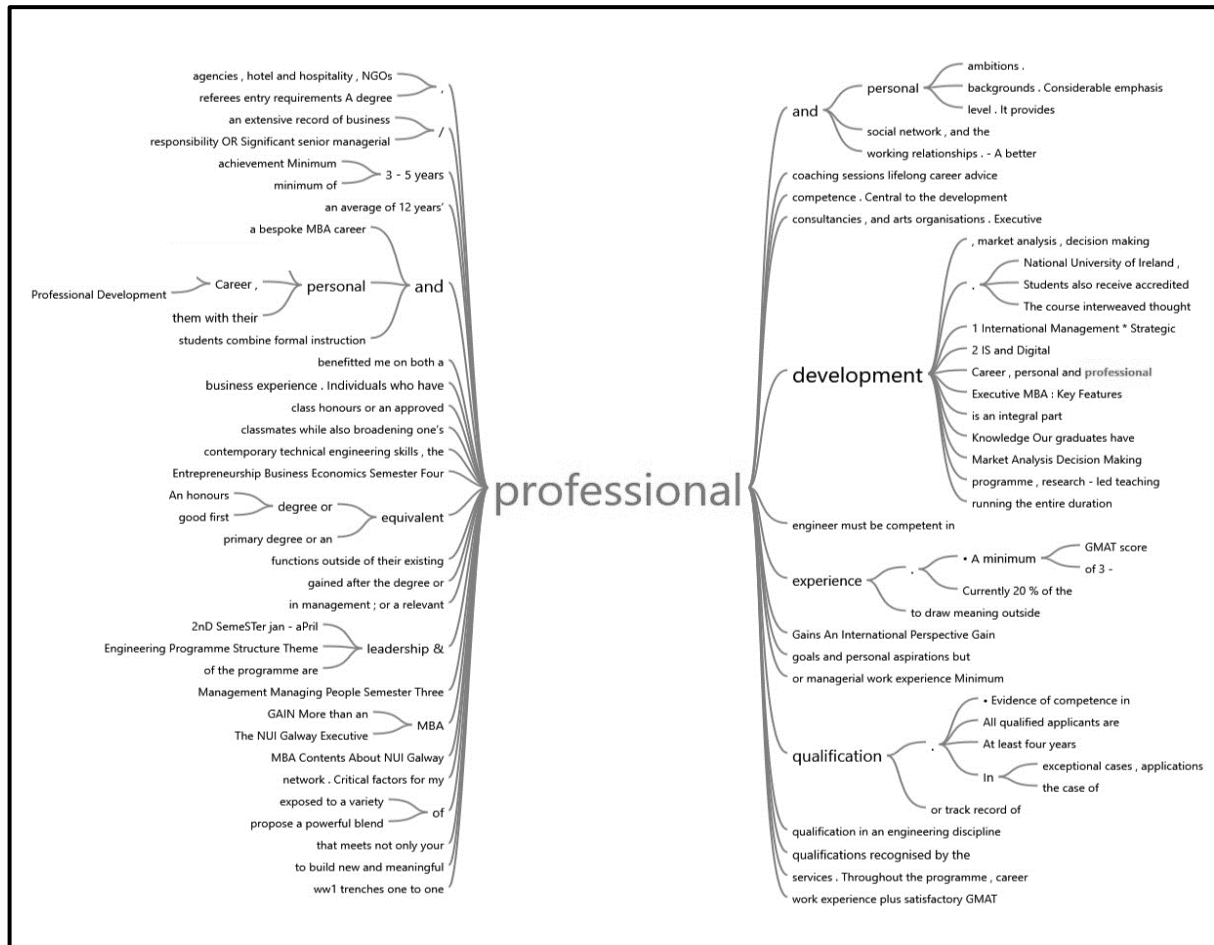 agencies , hotel and hospitality , NGOs
referees entry requirements A degree
,
an extensive record of business
responsibility OR Significant senior managerial
/
achievement Minimum
minimum of
3 - 5 years
an average of 12 years'
a bespoke MBA career
Professional Development
Career ,
them with their
personal
students combine formal instruction
and
benefitted me on both a
business experience . Individuals who have
class honours or an approved
classmates while also broadening one's
contemporary technical engineering skills , the
Entrepreneurship Business Economics Semester Four
An honours
good first
degree or
primary degree or an
equivalent
functions outside of their existing
gained after the degree or
in management ; or a relevant
2nD SemeSTer jan - aPril
Engineering Programme Structure Theme
of the programme are
leadership &
Management Managing People Semester Three
GAIN More than an
The NUI Galway Executive
MBA
MBA Contents About NUI Galway
network . Critical factors for my
exposed to a variety
propose a powerful blend
of
that meets not only your
to build new and meaningful
ww1 trenches one to one
professional
and
personal
ambitions .
backgrounds . Considerable emphasis
level . It provides
social network , and the
working relationships . - A better
coaching sessions lifelong career advice
competence . Central to the development
consultancies , and arts organisations . Executive
development
, market analysis , decision making
.
National University of Ireland ,
Students also receive accredited
The course interweaved thought
1 International Management * Strategic
2 IS and Digital
Career , personal and professional
Executive MBA : Key Features
is an integral part
Knowledge Our graduates have
Market Analysis Decision Making
programme , research - led teaching
running the entire duration
engineer must be competent in
experience
.
• A minimum
GMAT score
of 3 -
Currently 20 % of the
to draw meaning outside
Gains An International Perspective Gain
goals and personal aspirations but
or managerial work experience Minimum
qualification
.
• Evidence of competence in
All qualified applicants are
At least four years
In
exceptional cases , applications
the case of
or track record of
qualification in an engineering discipline
qualifications recognised by the
services . Throughout the programme , career
work experience plus satisfactory GMAT